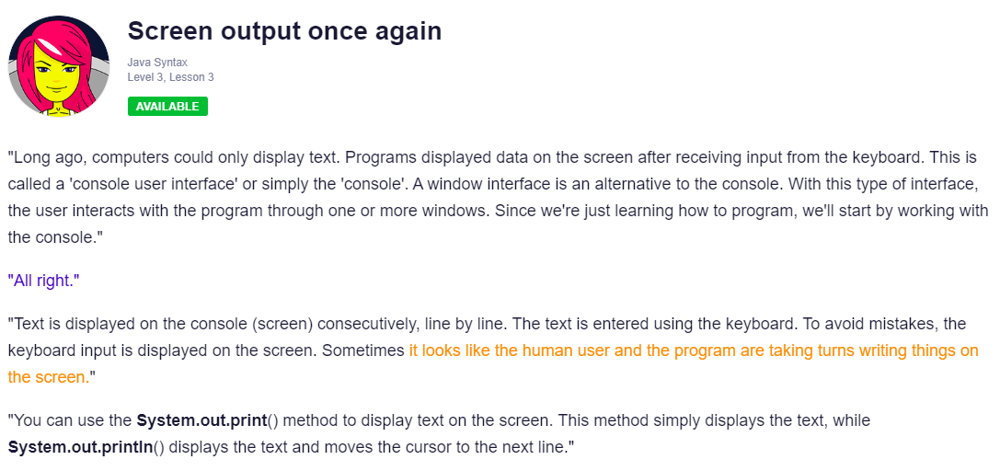 Screen output once again
Java Syntax
Level 3, Lesson 3
AVAILABLE
"Long ago, computers could only display text. Programs displayed data on the screen after receiving input from the keyboard. This is
called a 'console user interface' or simply the 'console'. A window interface is an alternative to the console. With this type of interface,
the user interacts with the program through one or more windows. Since we're just learning how to program, we'll start by working with
the console."
"All right."
"Text is displayed on the console (screen) consecutively, line by line. The text is entered using the keyboard. To avoid mistakes, the
keyboard input is displayed on the screen. Sometimes it looks like the human user and the program are taking turns writing things on
the screen."
"You can use the System.out.print() method to display text on the screen. This method simply displays the text, while
System.out.println() displays the text and moves the cursor to the next line."